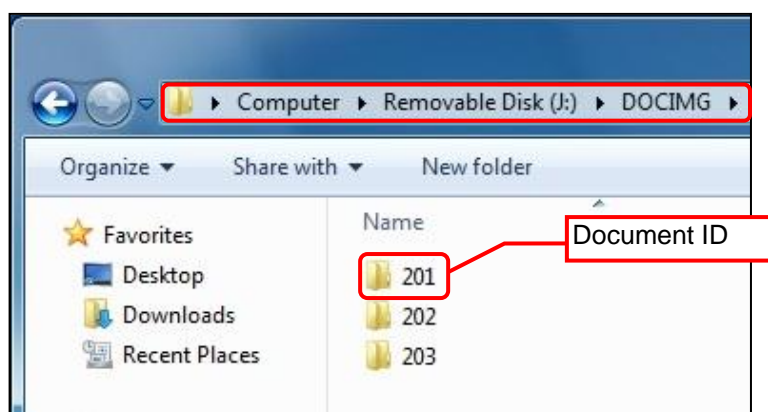 Computer ▸ Removable Disk (J:) ▸ DOCIMG ▸
Organize ▾ Share with ▾ New folder
Favorites
Desktop
Downloads
Recent Places
Name
Document ID
201
202
203